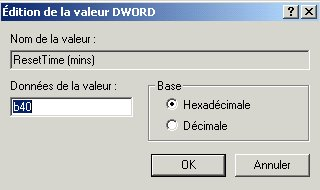 Édition de la valeur DWORD
Nom de la valeur :
ResetTime (mins)
Données de la valeur :
b40
Base
Hexadécimale
Décimale
OK
Annuler